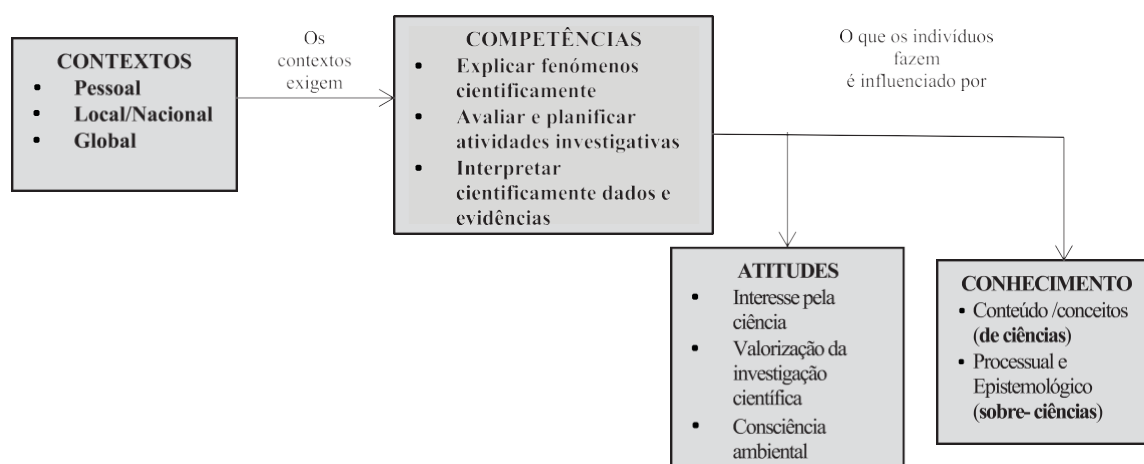 CONTEXTOS
• Pessoal
• Local/Nacional
• Global
Os
contextos
exigem
COMPETÊNCIAS
• Explicar fenómenos
cientificamente
• Avaliar e planificar
atividades investigativas
• Interpretar
cientificamente dados e
evidências
O que os indivíduos
fazem
é influenciado por
ATITUDES
• Interesse pela
ciência
• Valorização da
investigação
científica
• Consciência
ambiental
CONHECIMENTO
• Conteúdo /conceitos
(de ciências)
• Processual e
Epistemológico
(sobre- ciências)